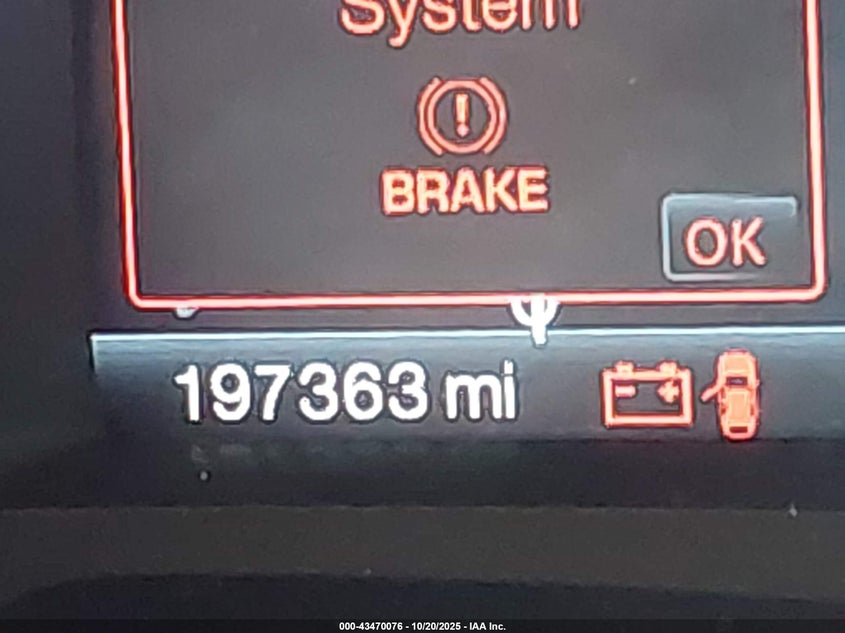 System
BRAKE
OK
197363 mi
000-43470076 - 10/20/2025 - IAA Inc.